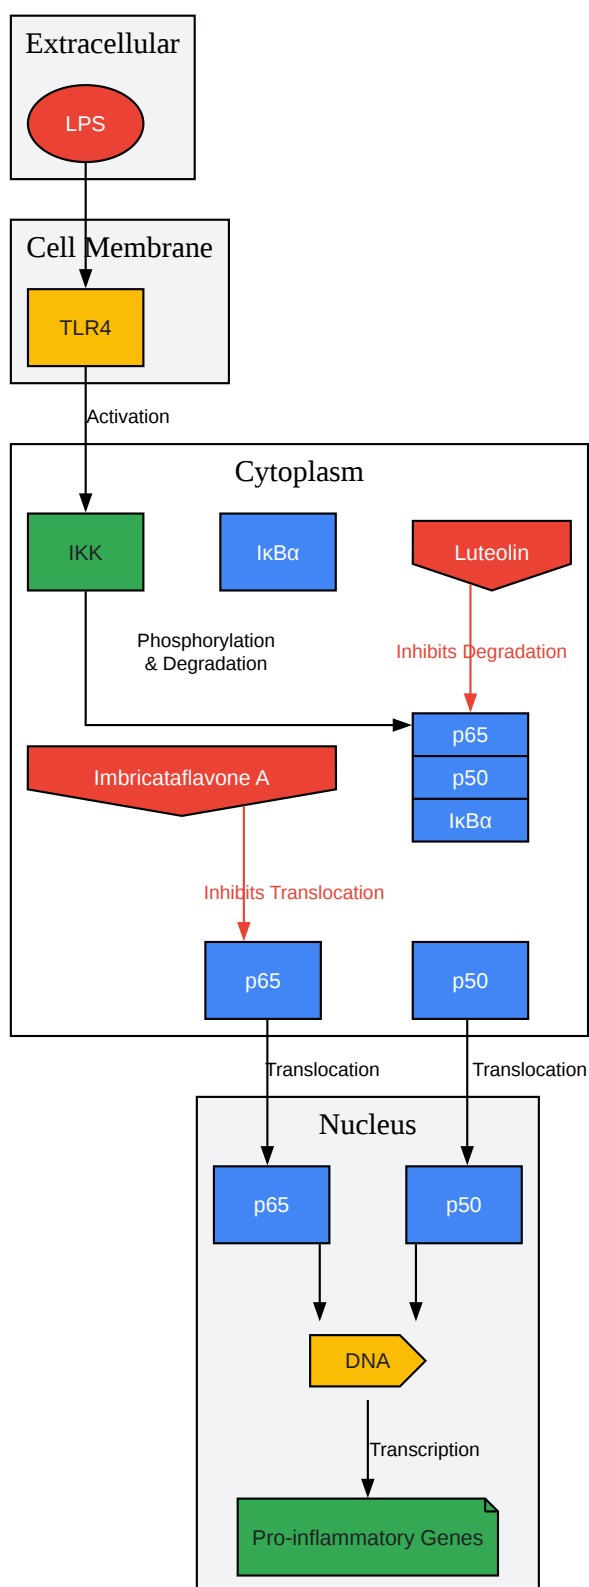 Extracellular
LPS
Cell Membrane
TLR4
Activation
Cytoplasm
IKK
IκBα
Luteolin
Phosphorylation
& Degradation
Inhibits Degradation
p65
p50
IκBα
Imbricataflavone A
Inhibits Translocation
p65
p50
Translocation
Translocation
Nucleus
p65
p50
DNA
Transcription
Pro-inflammatory Genes